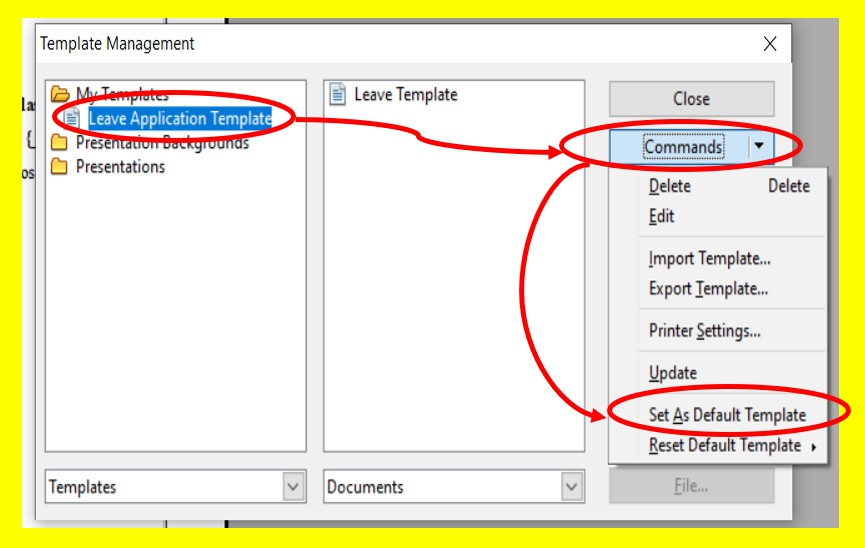 Template Management
My Templates
Leave Application Template
Presentation Backgrounds
Presentations
Leave Template
Close
Commands
Delete Delete
Edit
Import Template...
Export Template...
Printer Settings...
Update
Set As Default Template
Reset Default Template
Templates
Documents
File...